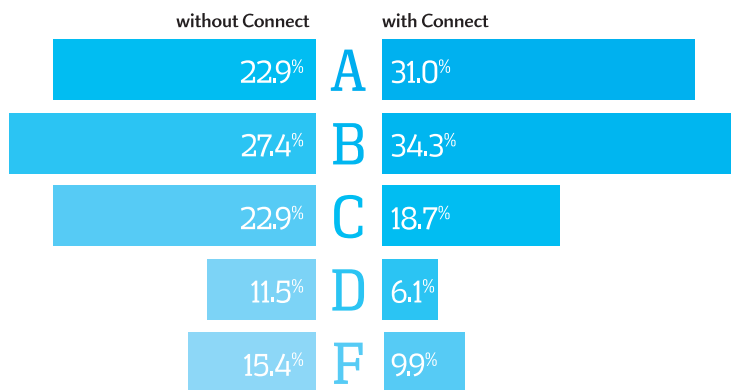 without Connect with Connect
22.9% A 31.0%
27.4% B 34.3%
22.9% C 18.7%
11.5% D 6.1%
15.4% F 9.9%